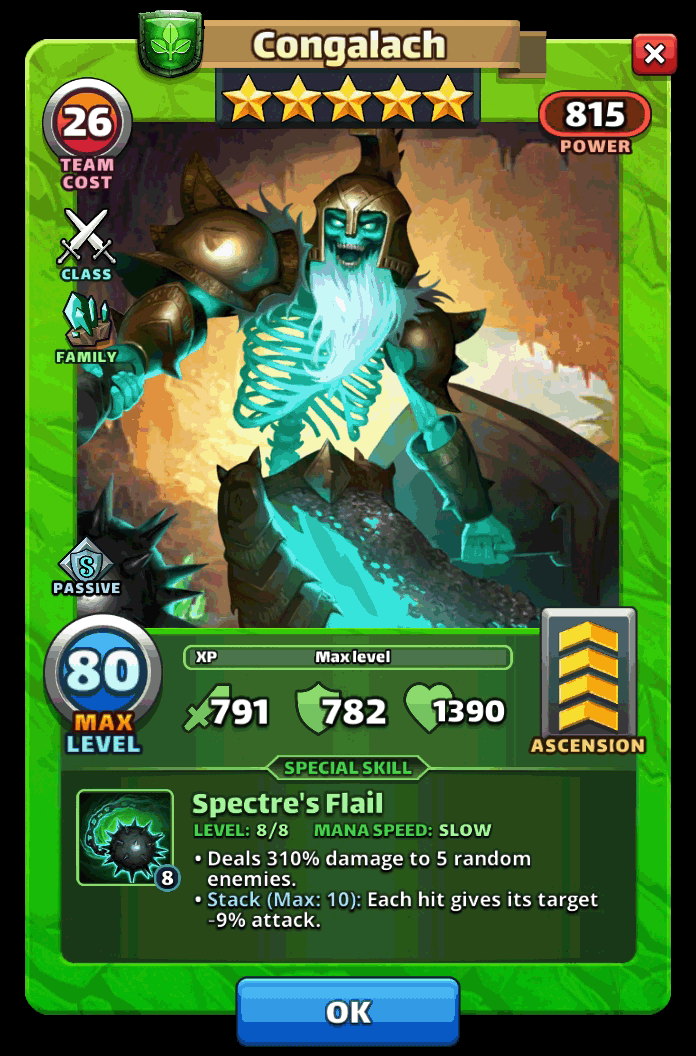 Congalach
26
TEAM
COST
815
POWER
CLASS
FAMILY
S
PASSIVE
80
MAX
LEVEL
XP Max level
791 782 1390
ASCENSION
SPECIAL SKILL
Spectre's Flail
LEVEL: 8/8 MANA SPEED: SLOW
8
• Deals 310% damage to 5 random
enemies.
• Stack (Max: 10): Each hit gives its target
-9% attack.
OK